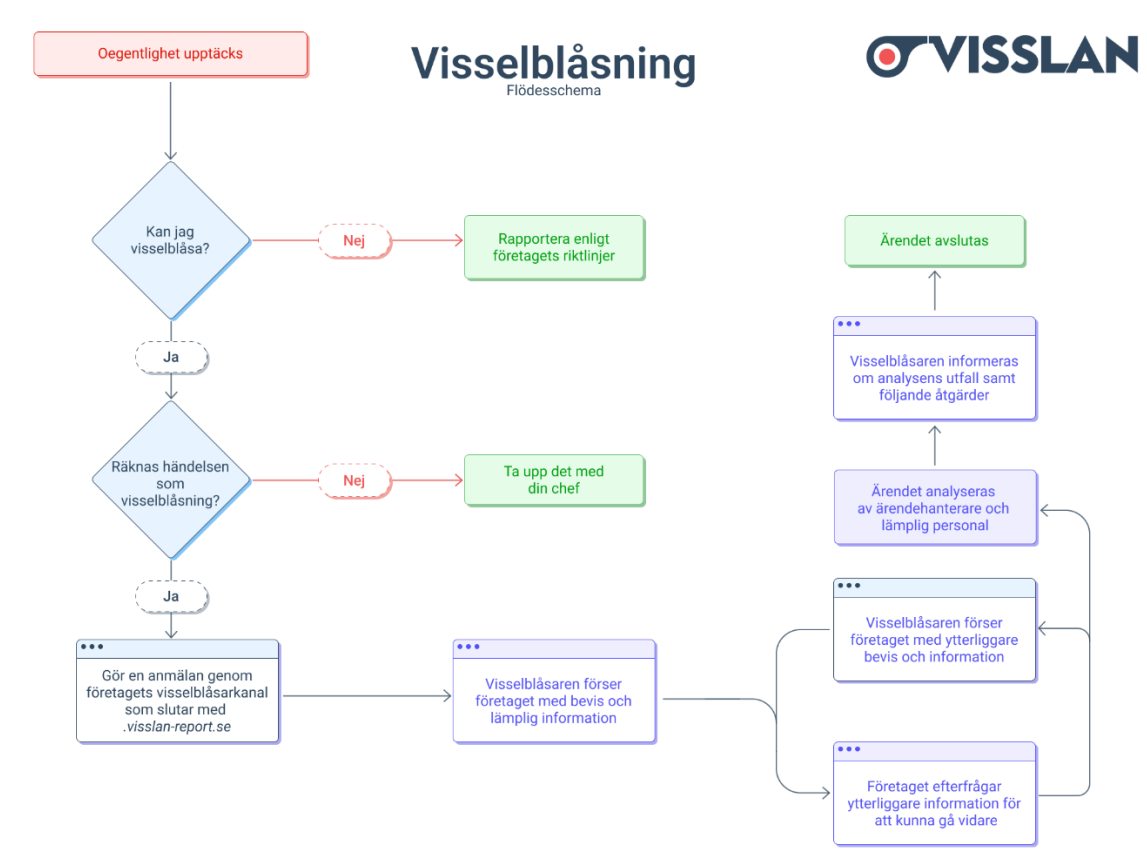 Oegentlighet upptäcks
Visselblåsning
Flödesschema
VISSLAN
Kan jag
visselblåsa?
Nej
Rapportera enligt
företagets riktlinjer
Ja
Räknas händelsen
som
visselblåsning?
Nej
Ta upp det med
din chef
Ja
Gör en anmälan genom
företagets visselblåsarkanal
som slutar med
.visslan-report.se
Visselblåsaren förser
företaget med bevis och
lämplig information
Företaget efterfrågar
ytterliggare information för
att kunna gå vidare
Visselblåsaren förser
företaget med ytterliggare
bevis och information
Ärendet analyseras
av ärendehanterare och
lämplig personal
Visselblåsaren informeras
om analysens utfall samt
följande åtgärder
Ärendet avslutas